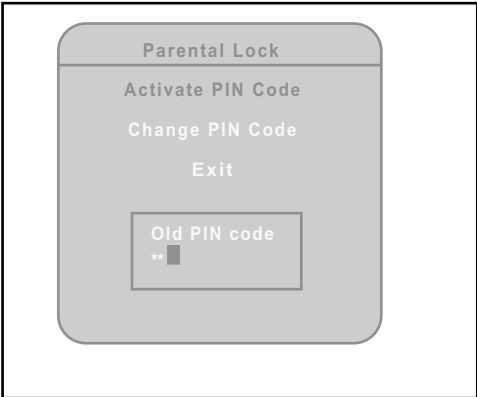 Parental Lock
Activate PIN Code
Change PIN Code
Exit
Old PIN code
**